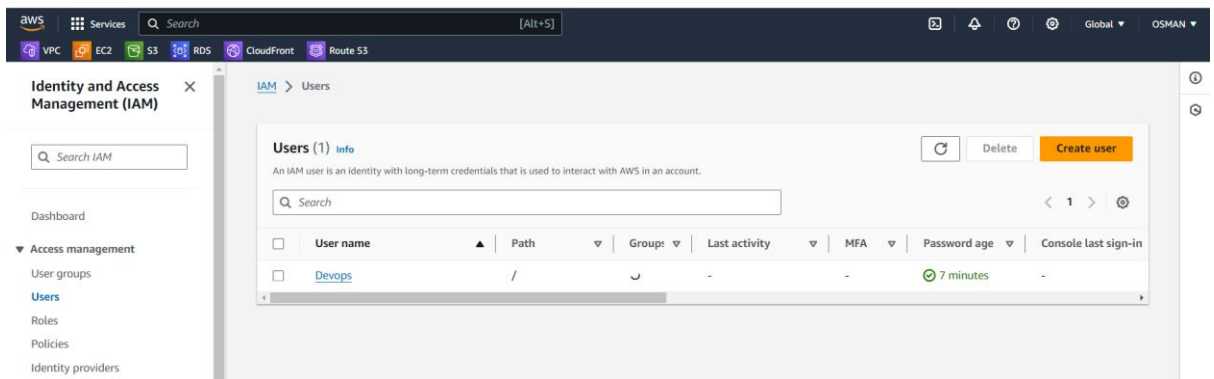 aws Services Search [Alt+S] Global OSMAN
VPC EC2 S3 RDS CloudFront Route 53
Identity and Access Management (IAM)
Search IAM
Dashboard
Access management
User groups
Users
Roles
Policies
Identity providers
IAM > Users
Users (1) Info
Delete
Create user
An IAM user is an identity with long-term credentials that is used to interact with AWS in an account.
Search
1
User name Path Groups Last activity MFA Password age Console last sign-in
Devops / - - 7 minutes -